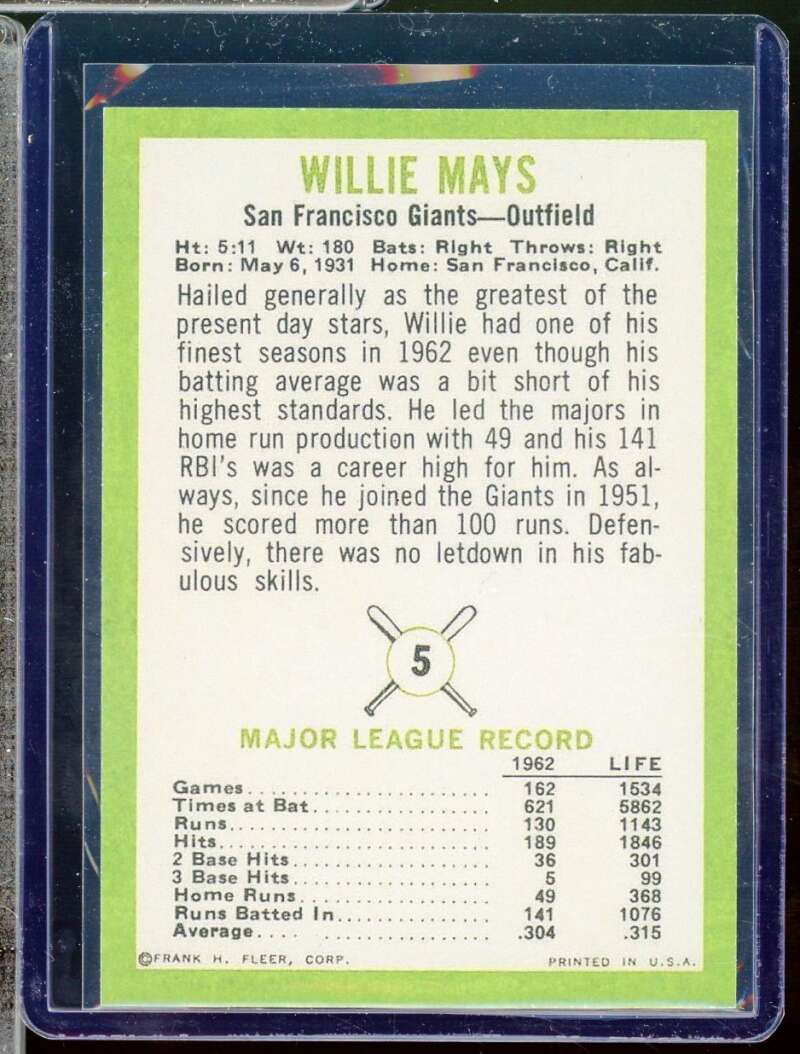 WILLIE MAYS
San Francisco Giants—Outfield
Ht: 5:11 Wt: 180 Bats: Right Throws: Right
Born: May 6, 1931 Home: San Francisco, Calif.
Hailed generally as the greatest of the
present day stars, Willie had one of his
finest seasons in 1962 even though his
batting average was a bit short of his
highest standards. He led the majors in
home run production with 49 and his 141
RBI's was a career high for him. As al-
ways, since he joined the Giants in 1951,
he scored more than 100 runs. Defen-
sively, there was no letdown in his fab-
ulous skills.
5
MAJOR LEAGUE RECORD
1962 LIFE
Games........................ 162 1534
Times at Bat.................. 621 5862
Runs.......................... 130 1143
Hits........................... 189 1846
2 Base Hits.................... 36 301
3 Base Hits.................... 5 99
Home Runs................... 49 368
Runs Batted In............... 141 1076
Average.... ................. .304 .315
©FRANK H. FLEER, CORP. PRINTED IN U.S.A.